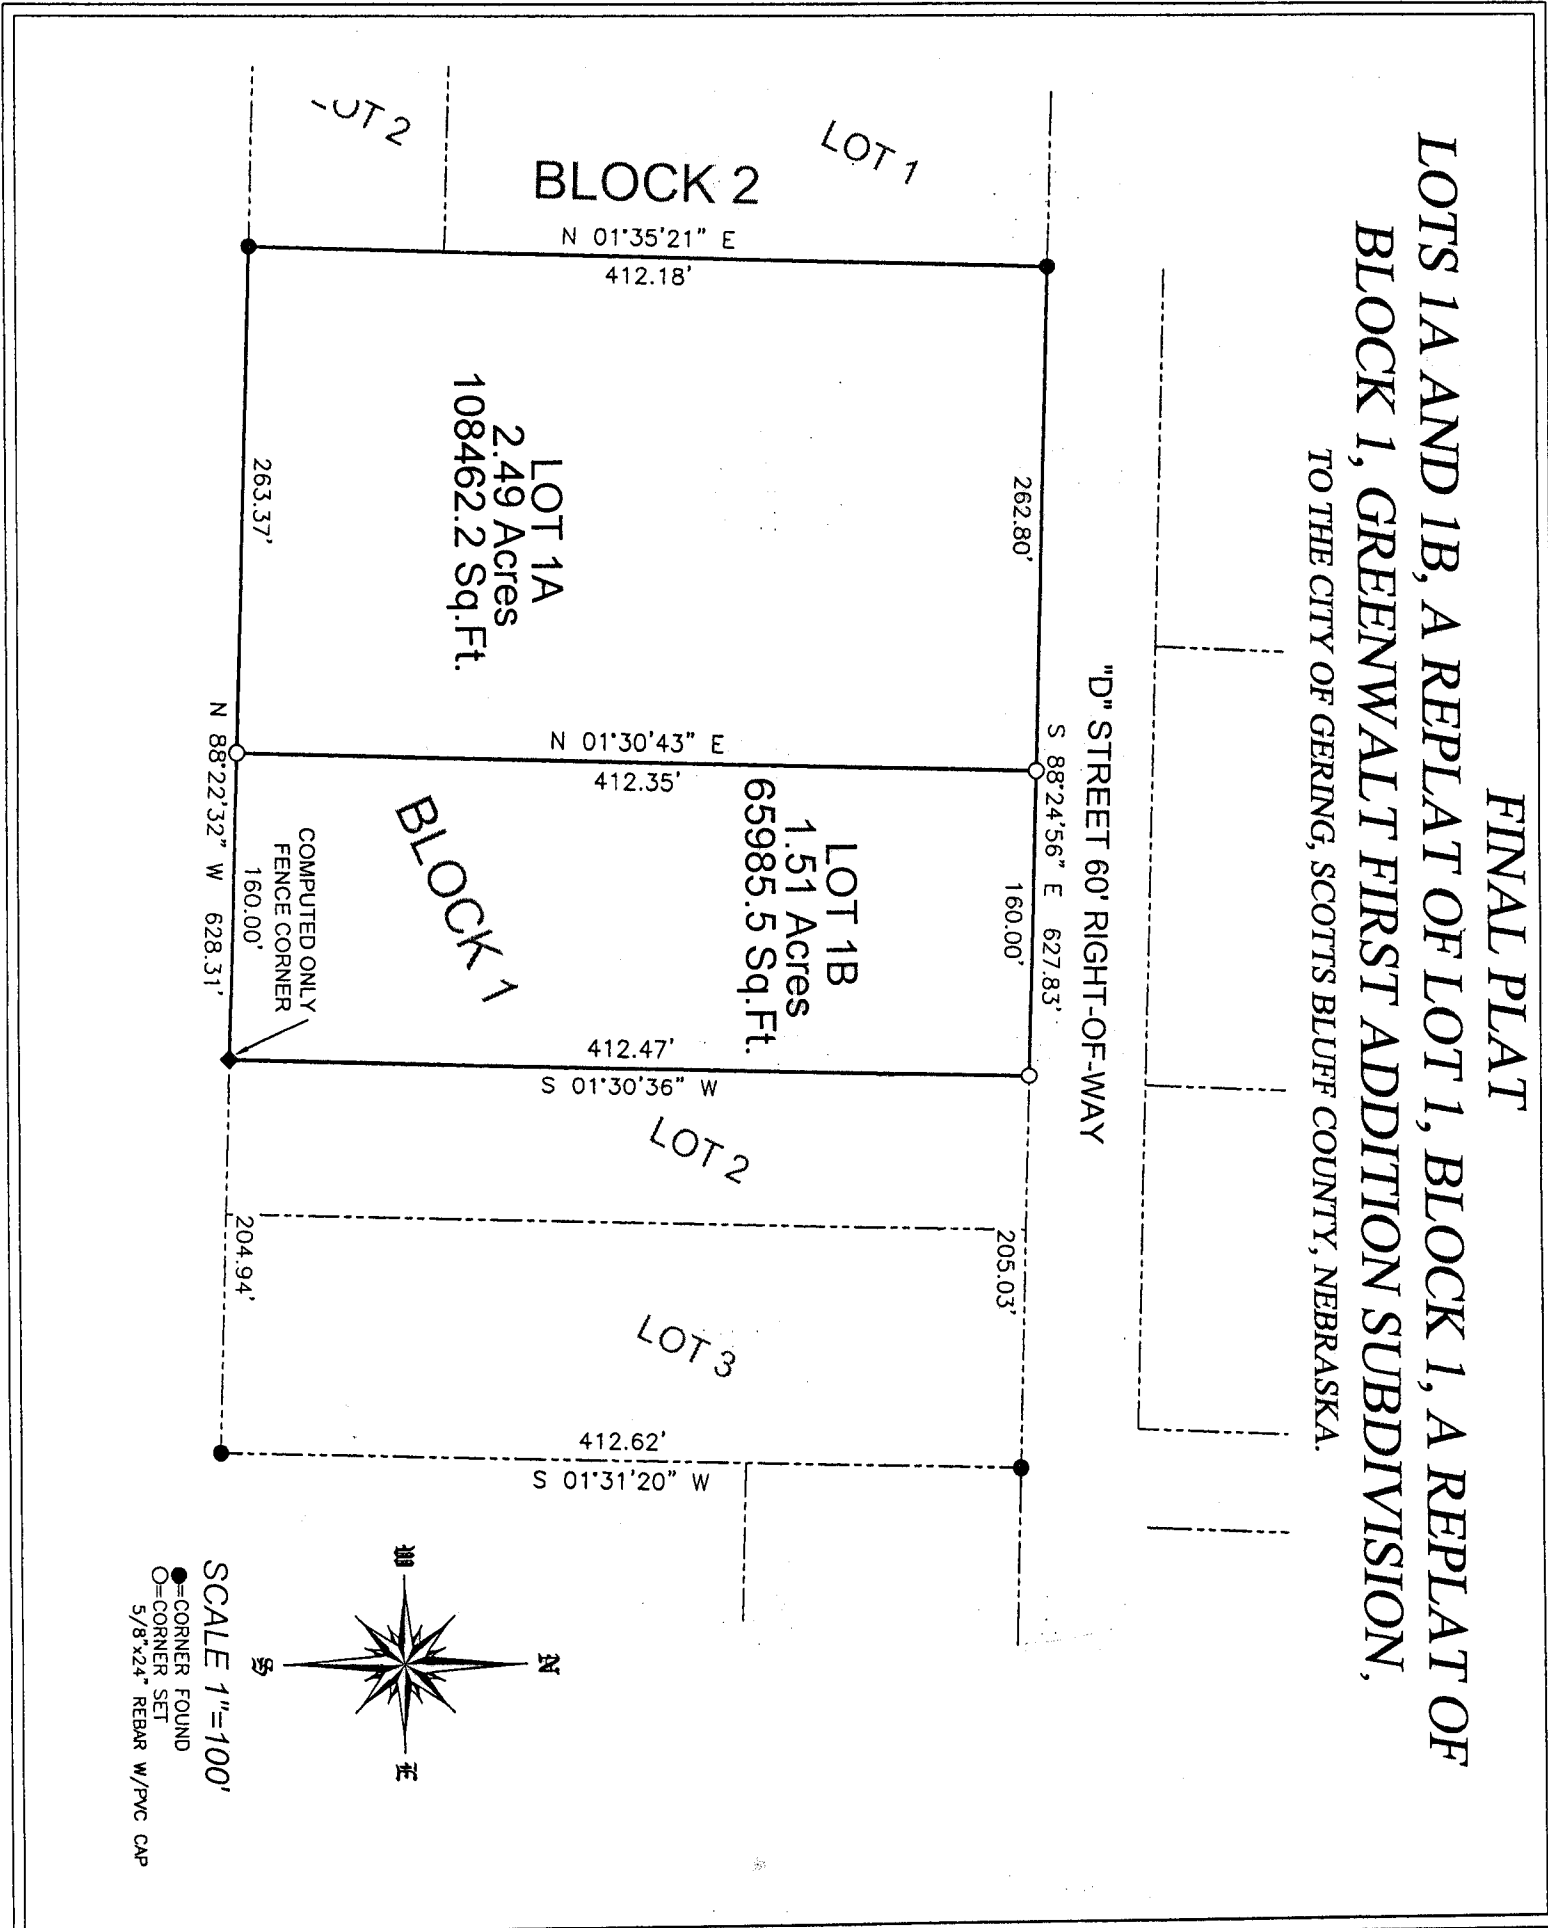 FINAL PLAT
LOTS 1A AND 1B, A REPLAT OF LOT 1, BLOCK 1, A REPLAT OF
BLOCK 1, GREENWALT FIRST ADDITION SUBDIVISION,
TO THE CITY OF GERING, SCOTTS BLUFF COUNTY, NEBRASKA.
"D" STREET 60' RIGHT-OF-WAY
S 88°24'56" E 627.83'
262.80'
160.00'
205.03'
LOT 1
BLOCK 2
OT 2
N 01°35'21" E
412.18'
LOT 1A
2.49 Acres
108462.2 Sq.Ft.
N 01°30'43" E
412.35'
LOT 1B
1.51 Acres
65985.5 Sq.Ft.
BLOCK 1
412.47'
S 01°30'36" W
LOT 2
LOT 3
412.62'
S 01°31'20" W
COMPUTED ONLY
FENCE CORNER
263.37'
160.00'
204.94'
N 88°22'32" W 628.31'
N
W
E
S
SCALE 1"=100'
●=CORNER FOUND
○=CORNER SET
5/8"x24" REBAR W/PVC CAP